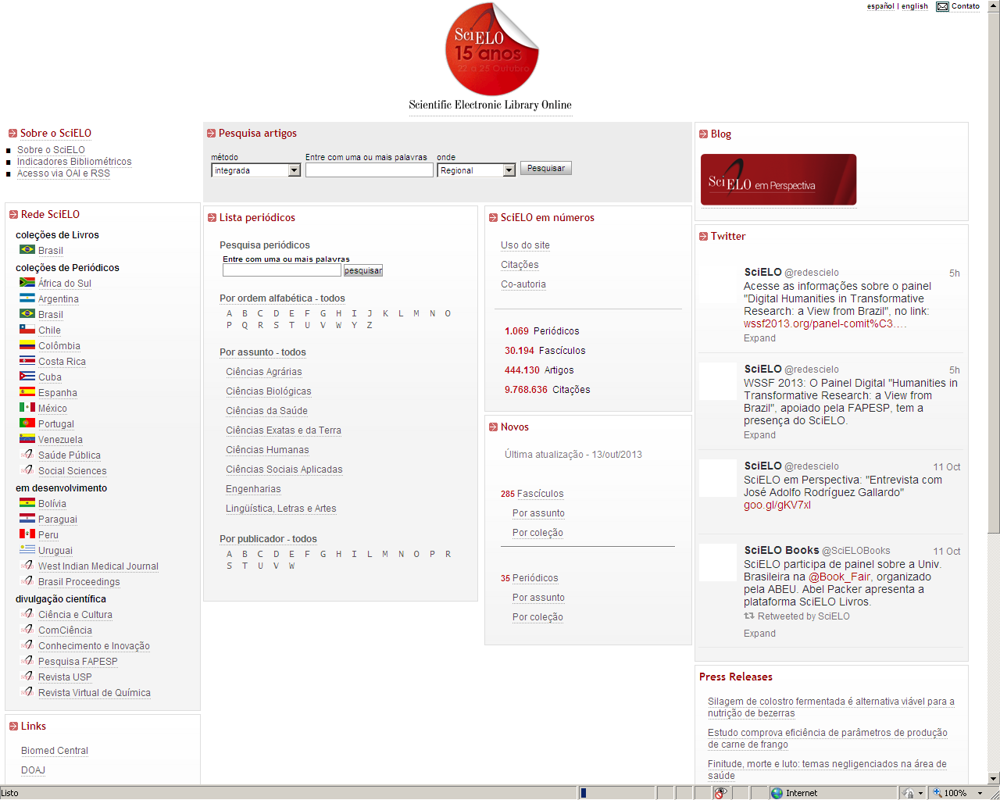 español | english Contato
SciELO
15 anos
22 a 25 Outubro
Scientific Electronic Library Online
Sobre o SciELO
Sobre o SciELO
Indicadores Bibliométricos
Acesso via OAI e RSS
Pesquisa artigos
método Entre com uma ou mais palavras onde
integrada Regional Pesquisar
Blog
SciELO em Perspectiva
Rede SciELO
coleções de Livros
Brasil
coleções de Periódicos
África do Sul
Argentina
Brasil
Chile
Colômbia
Costa Rica
Cuba
Espanha
México
Portugal
Venezuela
Saúde Pública
Social Sciences
em desenvolvimento
Bolívia
Paraguai
Peru
Uruguai
West Indian Medical Journal
Brasil Proceedings
divulgação científica
Ciência e Cultura
ComCiência
Conhecimento e Inovação
Pesquisa FAPESP
Revista USP
Revista Virtual de Química
Links
Biomed Central
DOAJ
Lista periódicos
Pesquisa periódicos
Entre com uma ou mais palavras
pesquisar
Por ordem alfabética - todos
A B C D E F G H I J K L M N O
P Q R S T U V W Y Z
Por assunto - todos
Ciências Agrárias
Ciências Biológicas
Ciências da Saúde
Ciências Exatas e da Terra
Ciências Humanas
Ciências Sociais Aplicadas
Engenharias
Lingüística, Letras e Artes
Por publicador - todos
A B C D E F G H I L M N O P R
S T U V W
SciELO em números
Uso do site
Citações
Co-autoria
1.069 Periódicos
30.194 Fascículos
444.130 Artigos
9.768.636 Citações
Novos
Última atualização - 13/out/2013
285 Fascículos
Por assunto
Por coleção
35 Periódicos
Por assunto
Por coleção
Twitter
SciELO @redescielo 5h
Acesse as informações sobre o painel
"Digital Humanities in Transformative
Research: a View from Brazil", no link:
wssf2013.org/panel-comit%C3.…
Expand
SciELO @redescielo 5h
WSSF 2013: O Painel Digital "Humanities in
Transformative Research: a View from
Brazil", apoiado pela FAPESP, tem a
presença do SciELO.
Expand
SciELO @redescielo 11 Oct
SciELO em Perspectiva: "Entrevista com
José Adolfo Rodríguez Gallardo"
goo.gl/gKV7xI
SciELO Books @SciELOBooks 11 Oct
SciELO participa de painel sobre a Univ.
Brasileira na @Book_Fair, organizado
pela ABEU. Abel Packer apresenta a
plataforma SciELO Livros.
Retweeted by SciELO
Expand
Press Releases
Silagem de colostro fermentada é alternativa viável para a
nutrição de bezerras
Estudo comprova eficiência de parâmetros de produção
de carne de frango
Finitude, morte e luto: temas negligenciados na área de
saúde
Listo Internet 100%